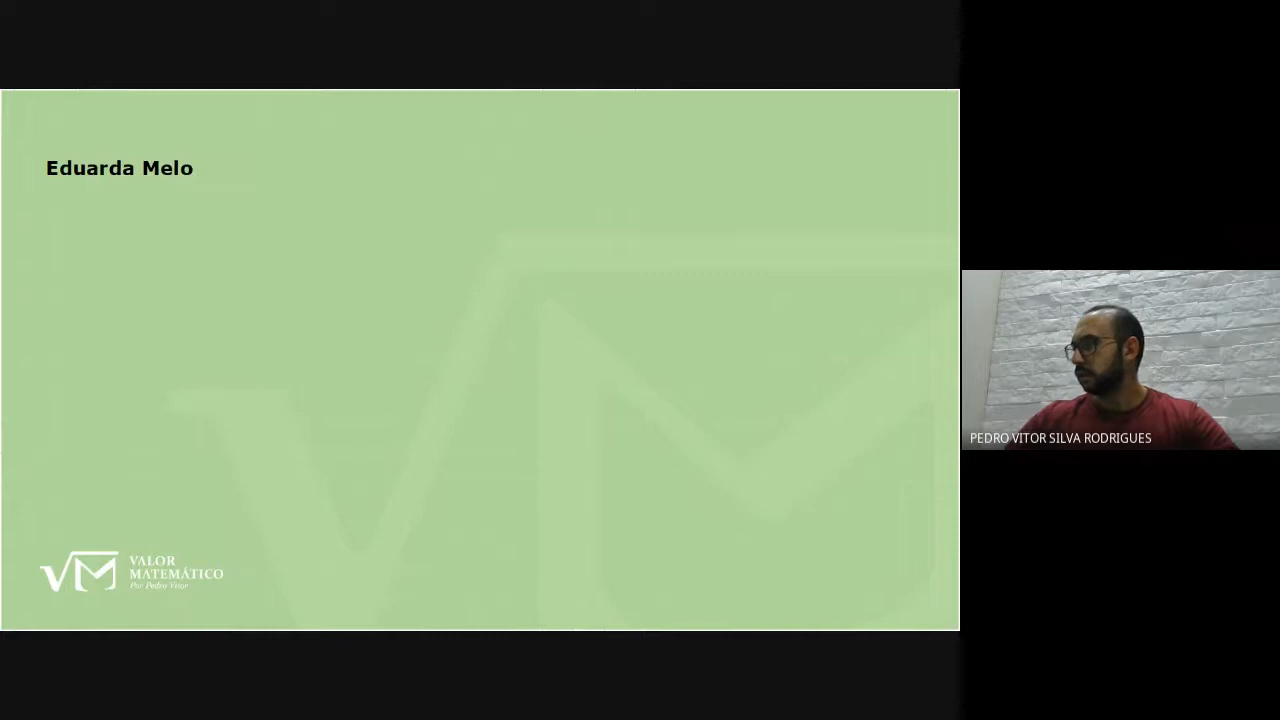 Eduarda Melo
PEDRO VITOR SILVA RODRIGUES
VALOR
MATEMÁTICO
Por Pedro Vitor